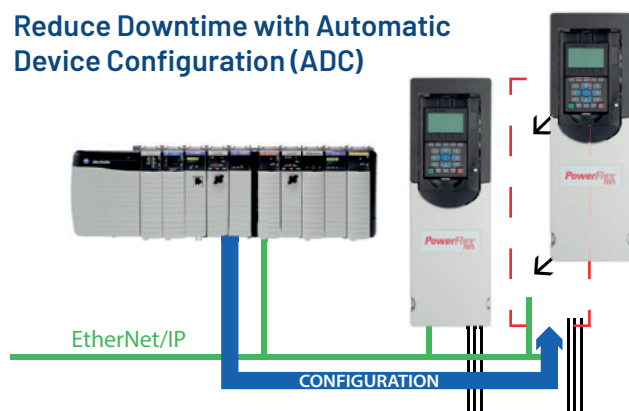 Reduce Downtime with Automatic
Device Configuration (ADC)
PowerFlex
PowerFlex
EtherNet/IP
CONFIGURATION